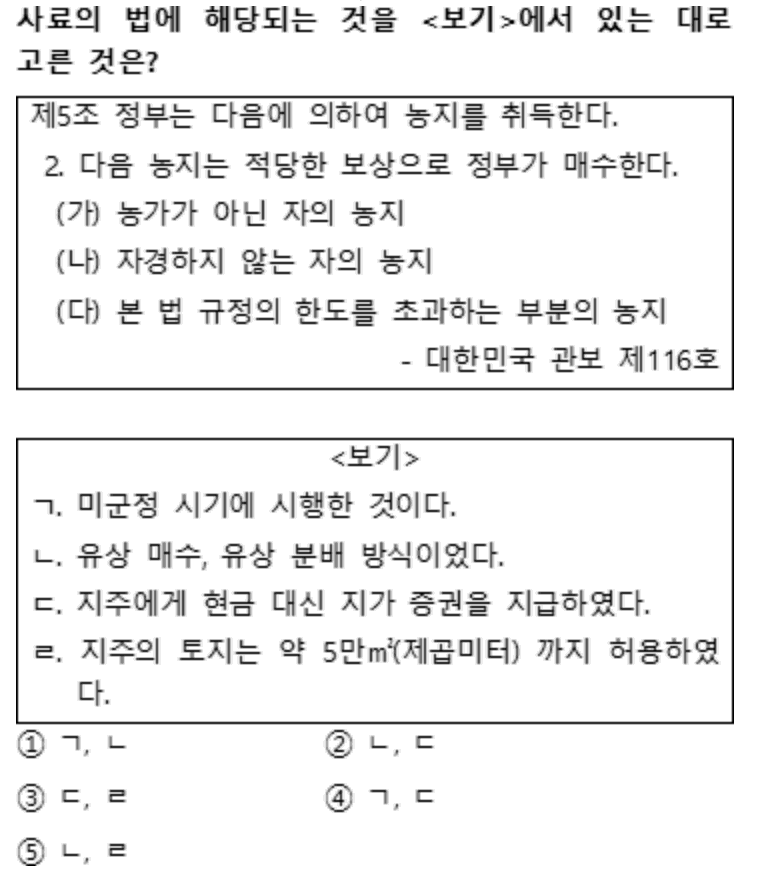 사료의 법에 해당되는 것을 <보기>에서 있는 대로
고른 것은?
제5조 정부는 다음에 의하여 농지를 취득한다.
2. 다음 농지는 적당한 보상으로 정부가 매수한다.
(가) 농가가 아닌 자의 농지
(나) 자경하지 않는 자의 농지
(다) 본 법 규정의 한도를 초과하는 부분의 농지
- 대한민국 관보 제116호
<보기>
ㄱ. 미군정 시기에 시행한 것이다.
ㄴ. 유상 매수, 유상 분배 방식이었다.
ㄷ. 지주에게 현금 대신 지가 증권을 지급하였다.
ㄹ. 지주의 토지는 약 5만㎡(제곱미터) 까지 허용하였
다.
① ㄱ, ㄴ ② ㄴ, ㄷ
③ ㄷ, ㄹ ④ ㄱ, ㄷ
⑤ ㄴ, ㄹ